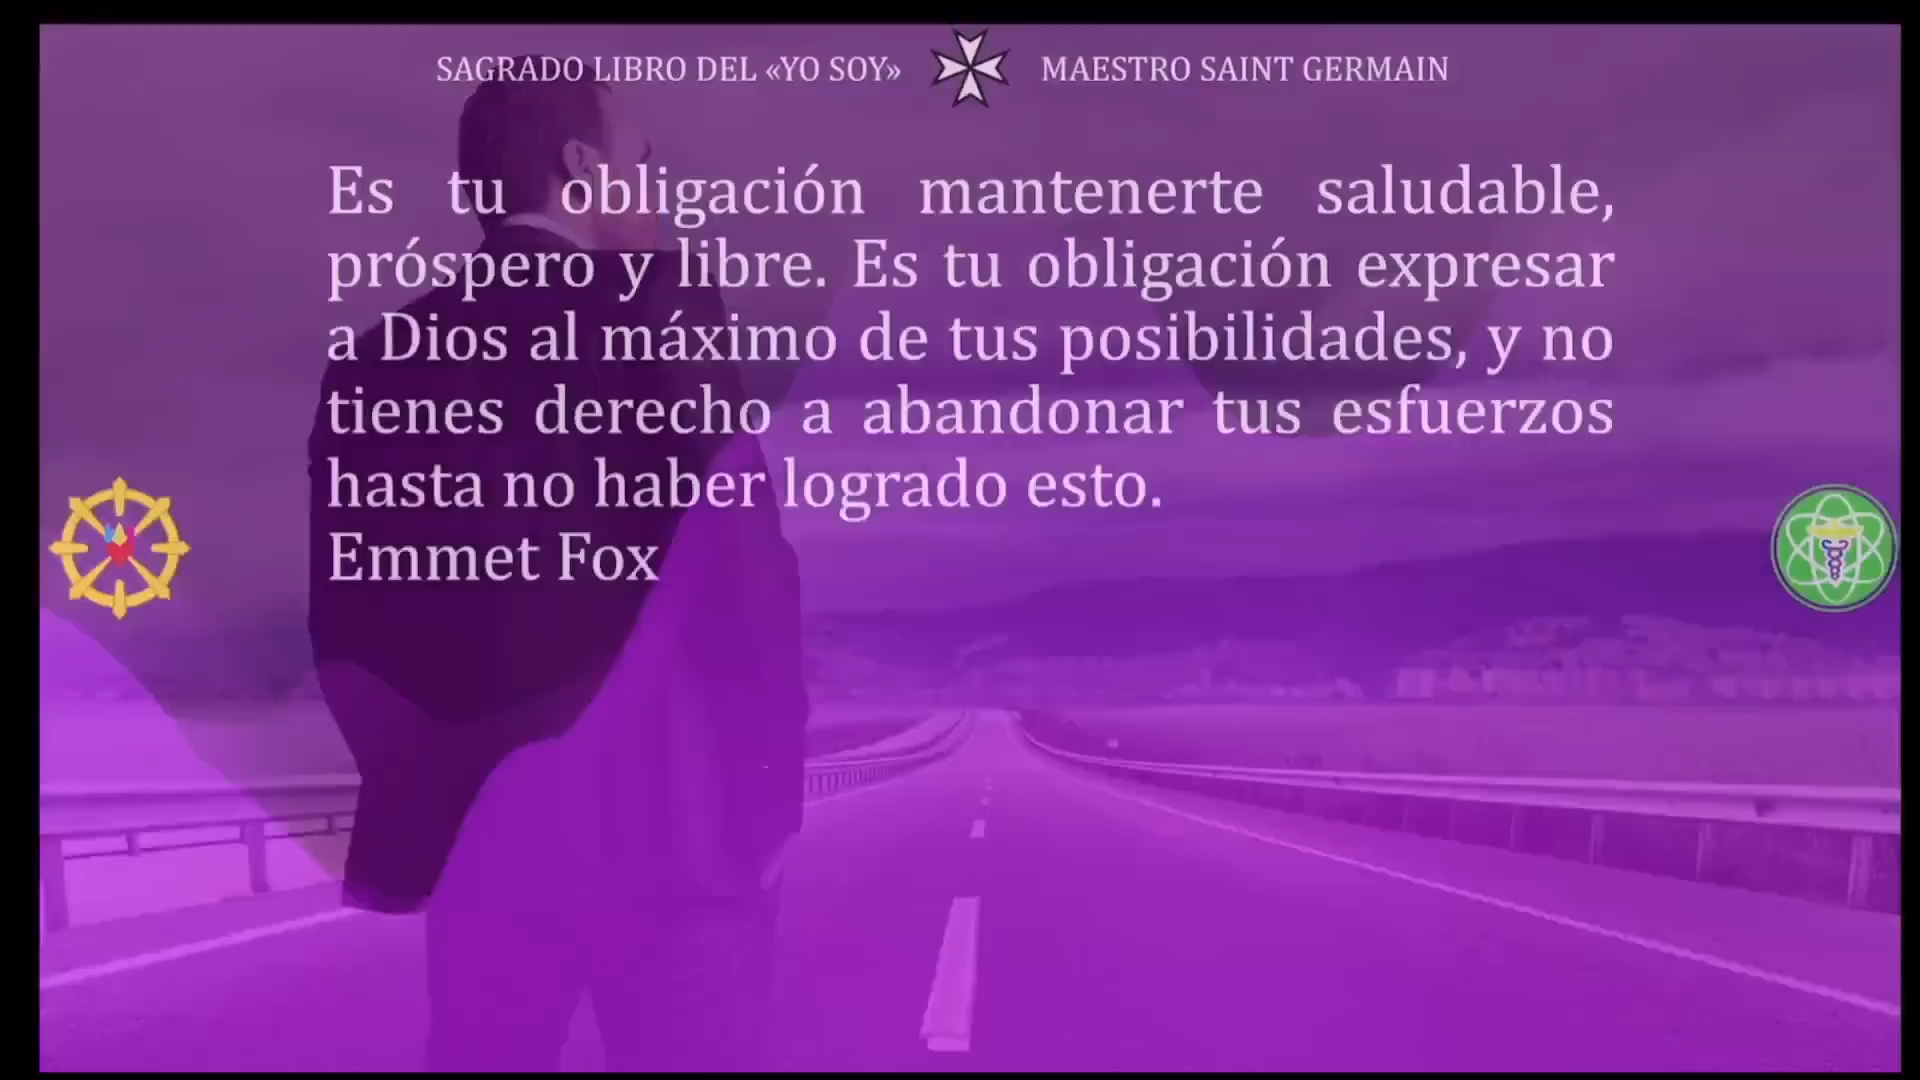 SAGRADO LIBRO DEL «YO SOY» MAESTRO SAINT GERMAIN
Es tu obligación mantenerte saludable,
próspero y libre. Es tu obligación expresar
a Dios al máximo de tus posibilidades, y no
tienes derecho a abandonar tus esfuerzos
hasta no haber logrado esto.
Emmet Fox